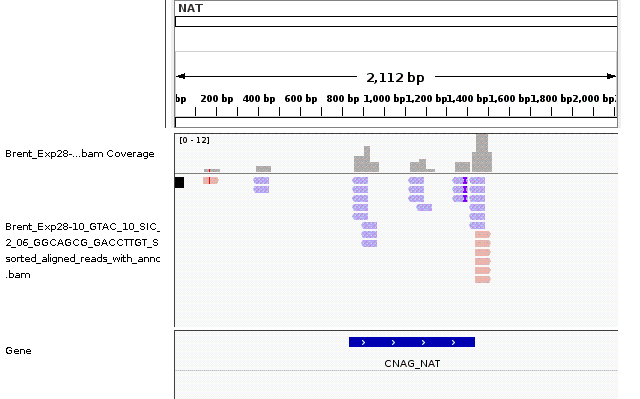 NAT
2,112 bp
bp 200 bp 400 bp 600 bp 800 bp 1,000 bp 1,200 bp 1,400 bp 1,600 bp 1,800 bp 2,000 bp
[0 - 12]
Brent_Exp28-...bam Coverage
Brent_Exp28-10_GTAC_10_SIC_
2_06_GGCAGCG_GACCTTGT_S
sorted_aligned_reads_with_annc
.bam
Gene
CNAG_NAT